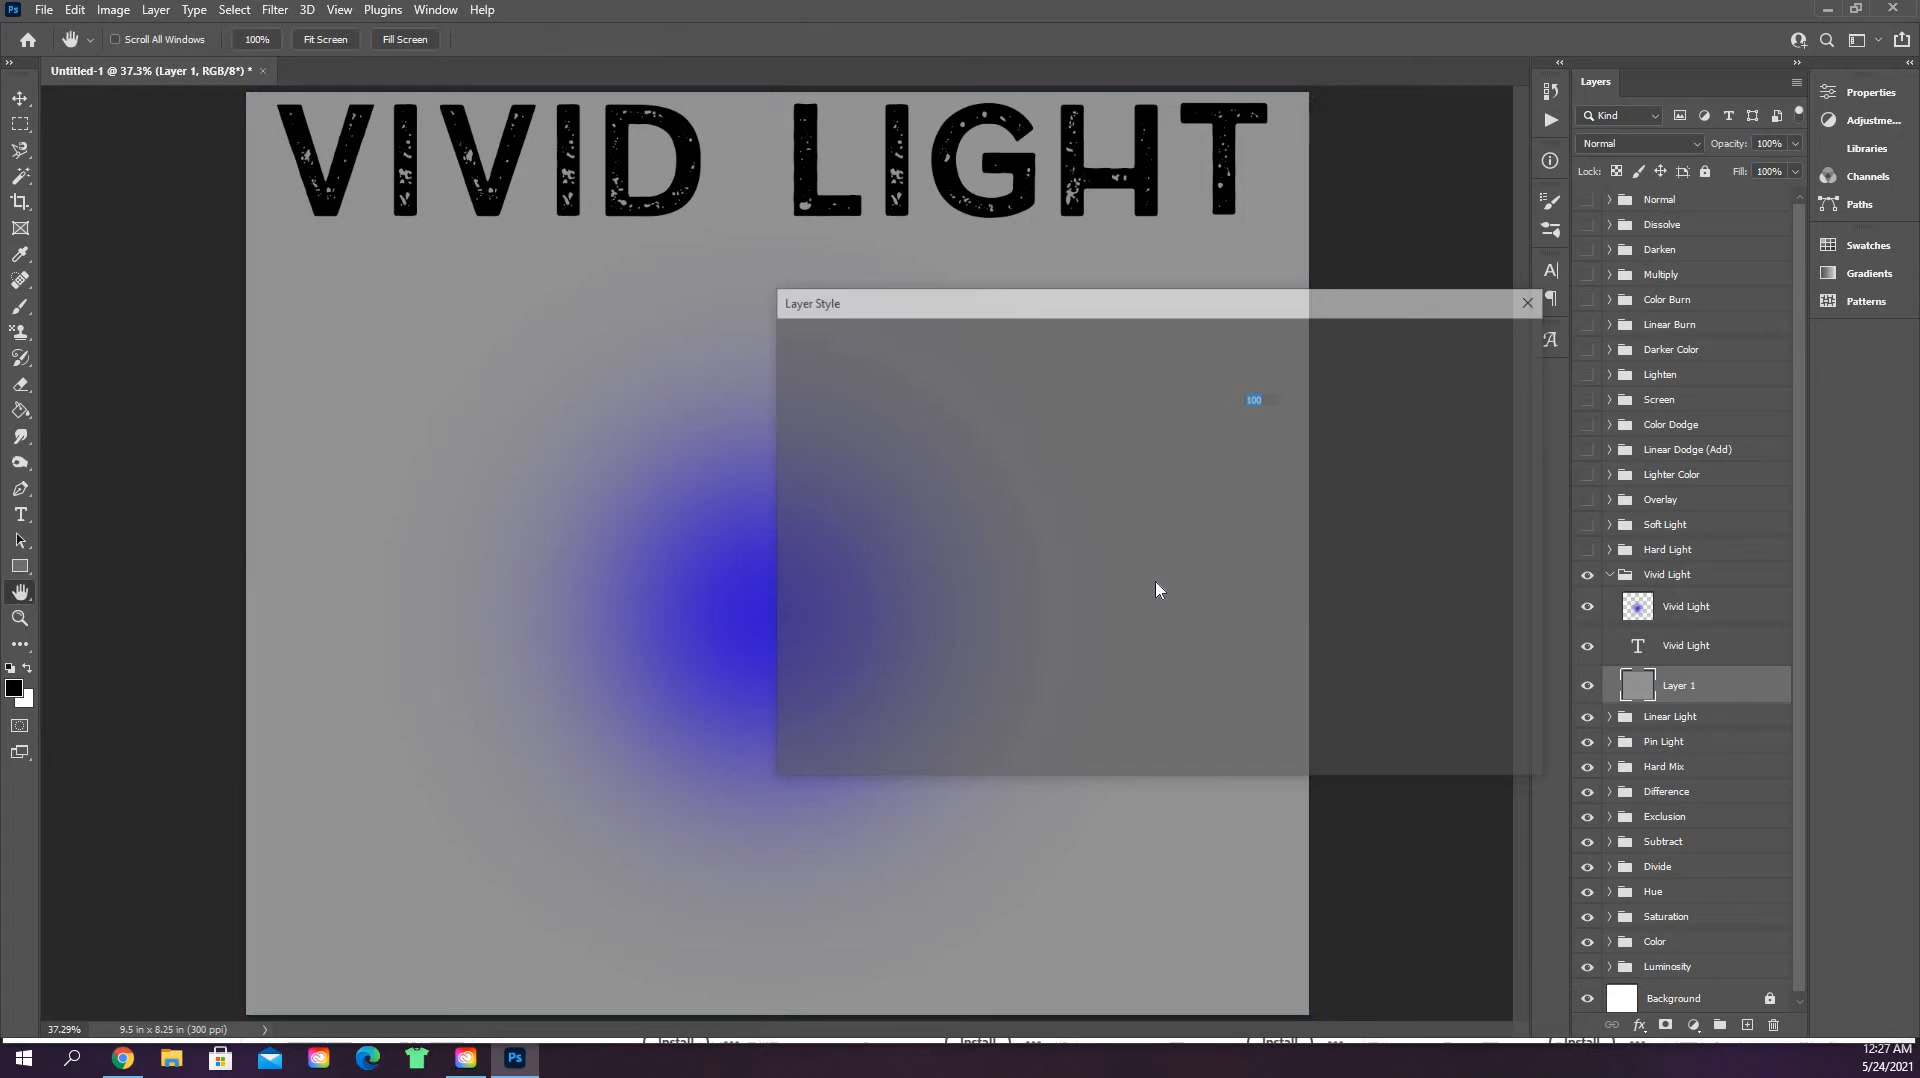 Ps File Edit Image Layer Type Select Filter 3D View Plugins Window Help
Scroll All Windows 100% Fit Screen Fill Screen
Untitled-1 @ 37.3% (Layer 1, RGB/8*) *
VIVID LIGHT
Layer Style
100
37.29% 9.5 in x 8.25 in (300 ppi)
Layers
Kind
Normal Opacity: 100%
Lock: Fill: 100%
Normal
Dissolve
Darken
Multiply
Color Burn
Linear Burn
Darker Color
Lighten
Screen
Color Dodge
Linear Dodge (Add)
Lighter Color
Overlay
Soft Light
Hard Light
Vivid Light
Vivid Light
Vivid Light
Layer 1
Linear Light
Pin Light
Hard Mix
Difference
Exclusion
Subtract
Divide
Hue
Saturation
Color
Luminosity
Background
Properties
Adjustme...
Libraries
Channels
Paths
Swatches
Gradients
Patterns
Install Install Install Install
Ps
12:27 AM
5/24/2021